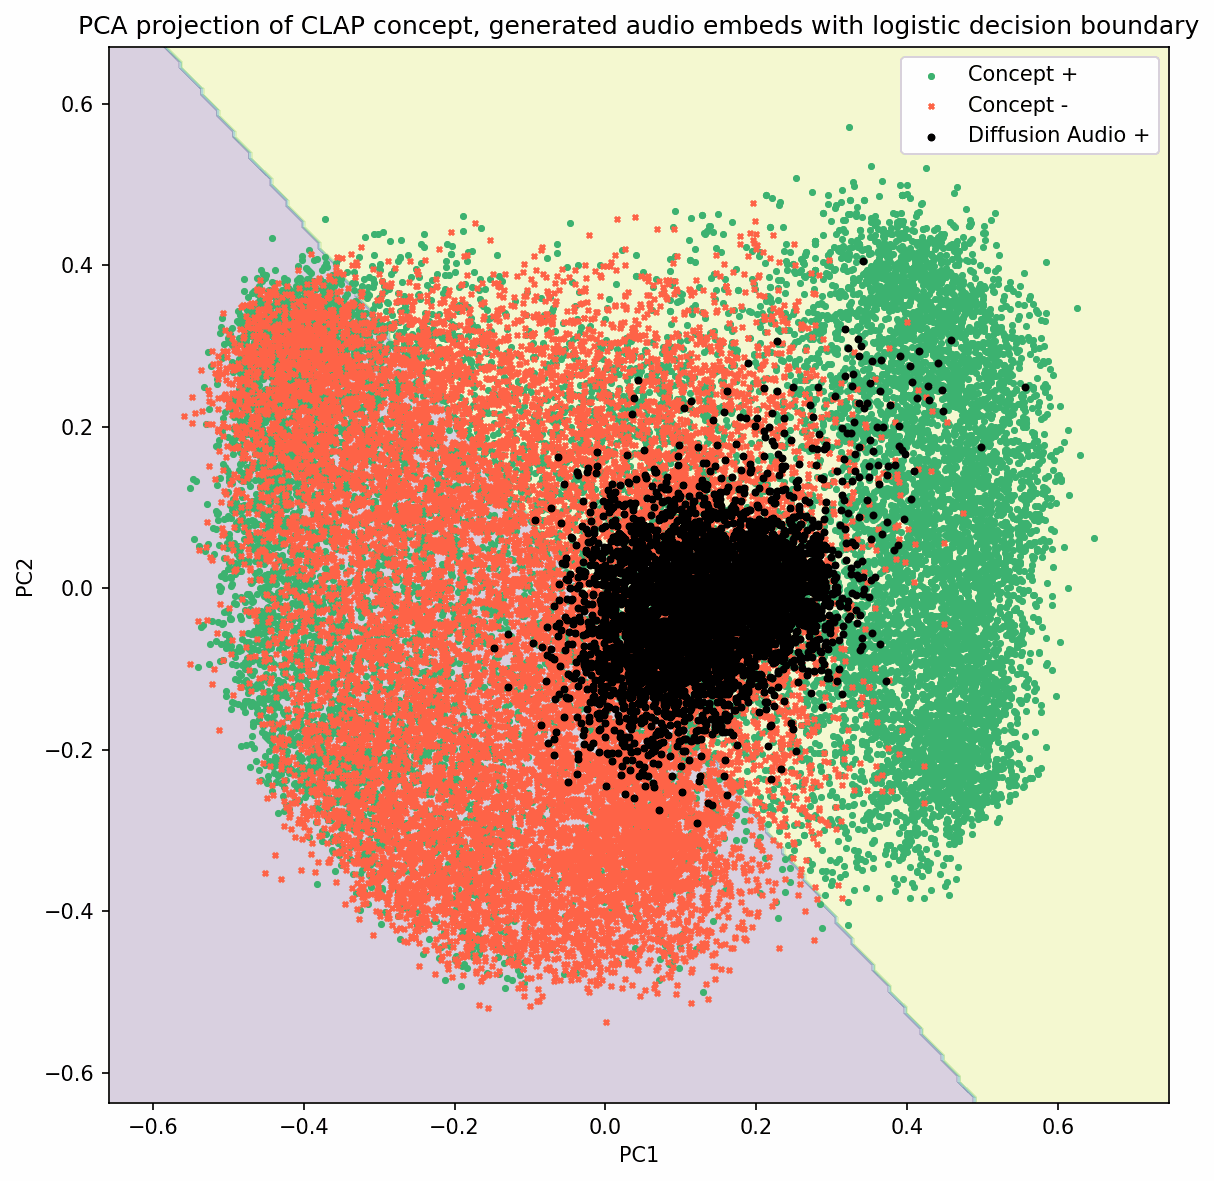 PCA projection of CLAP concept, generated audio embeds with logistic decision boundary
Concept +
Concept -
Diffusion Audio +
0.6
0.4
0.2
0.0
−0.2
−0.4
−0.6
PC2
−0.6
−0.4
−0.2
0.0
0.2
0.4
0.6
PC1